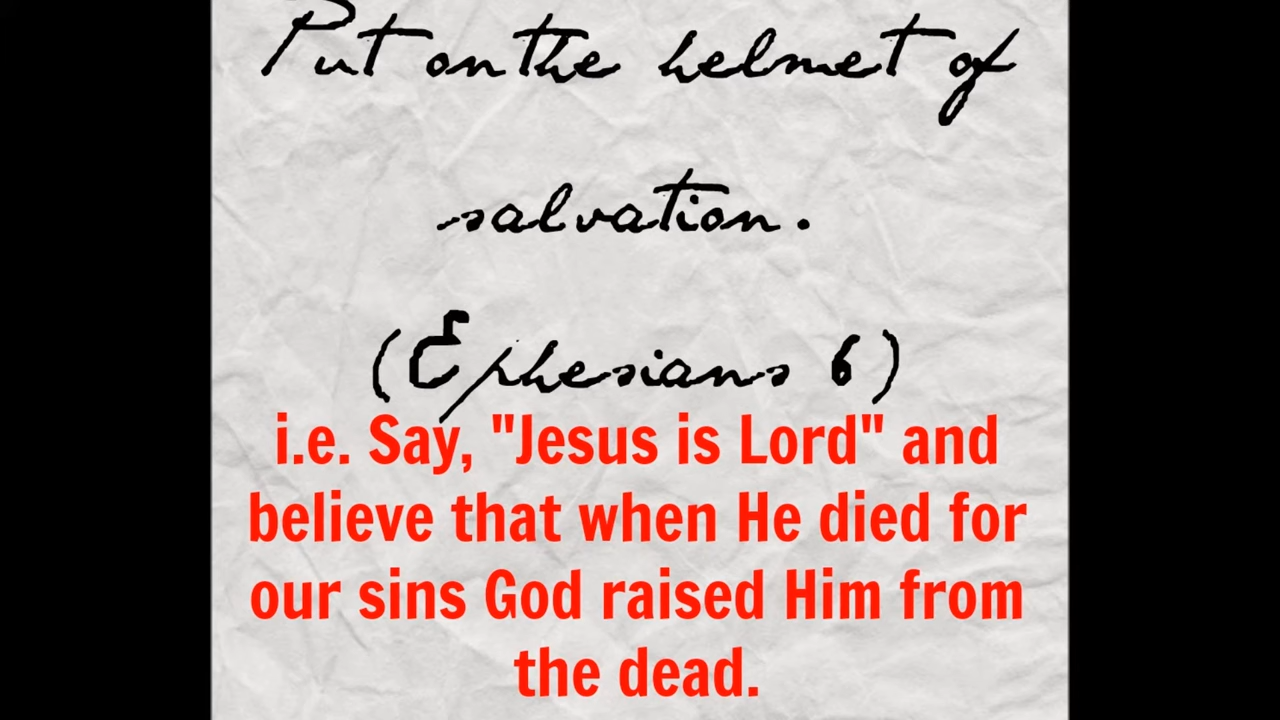 Put on the helmet of
salvation.
(Ephesians 6)
i.e. Say, "Jesus is Lord" and
believe that when He died for
our sins God raised Him from
the dead.